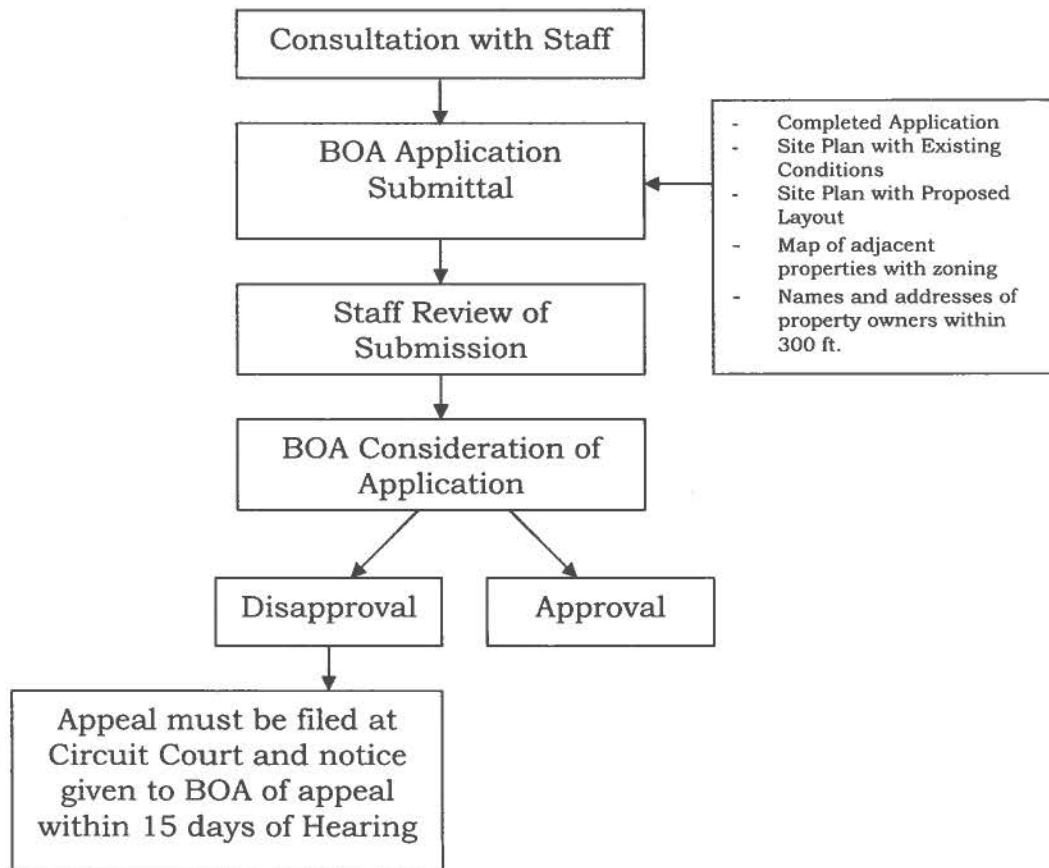 Consultation with Staff
BOA Application
Submittal
- Completed Application
- Site Plan with Existing
Conditions
- Site Plan with Proposed
Layout
- Map of adjacent
properties with zoning
- Names and addresses of
property owners within
300 ft.
Staff Review of
Submission
BOA Consideration of
Application
Disapproval
Approval
Appeal must be filed at
Circuit Court and notice
given to BOA of appeal
within 15 days of Hearing